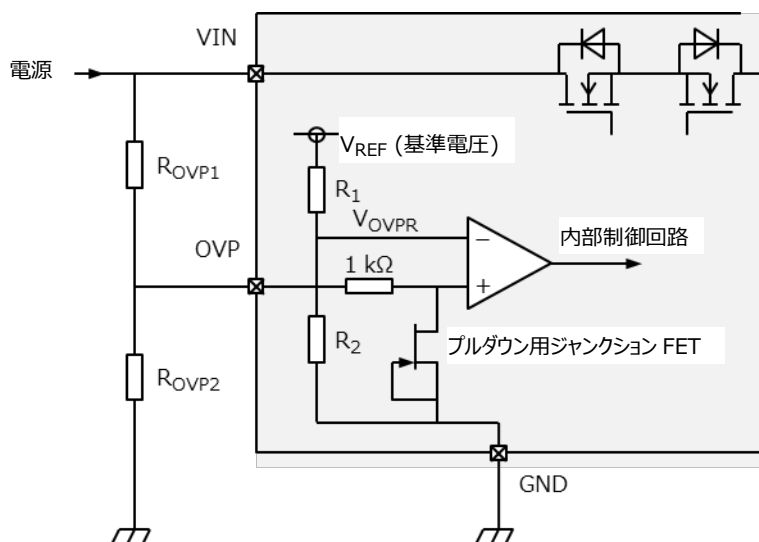 VIN
電源
VREF (基準電圧)
ROVP1
R1
VOVPR
OVP
1 kΩ
−
+
内部制御回路
R2
プルダウン用ジャンクション FET
ROVP2
GND